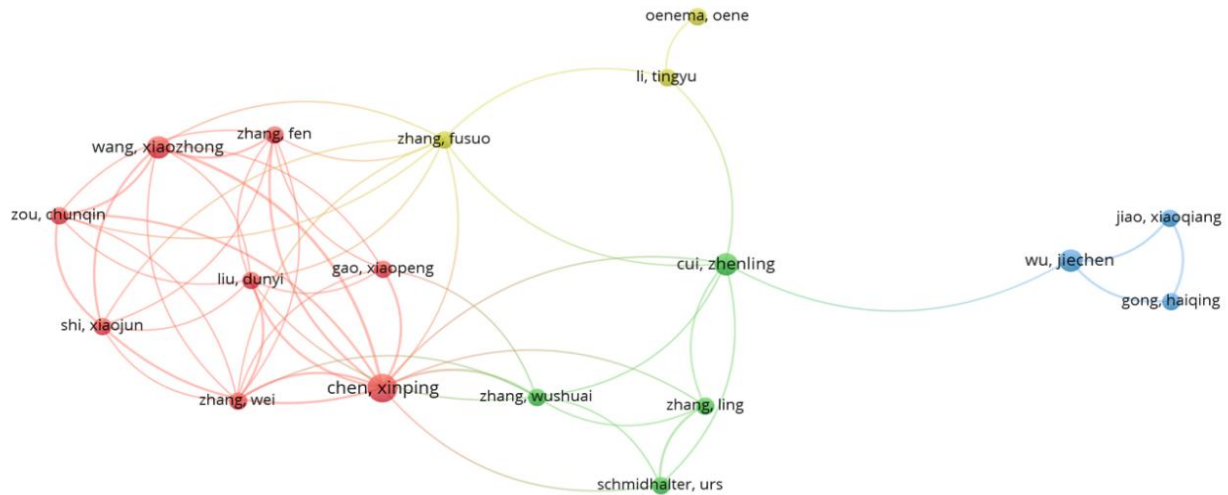 oenema, oene
li, tingyu
zhang, fen
wang, xiaozhong
zhang, fusuo
zou, chunqin
jiao, xiaoqiang
cui, zhenling
wu, jiechen
gao, xiaopeng
liu, dunyi
gong, haiqing
shi, xiaojun
chen, xinping
zhang, wei
zhang, wushuai
zhang, ling
schmidhalter, urs